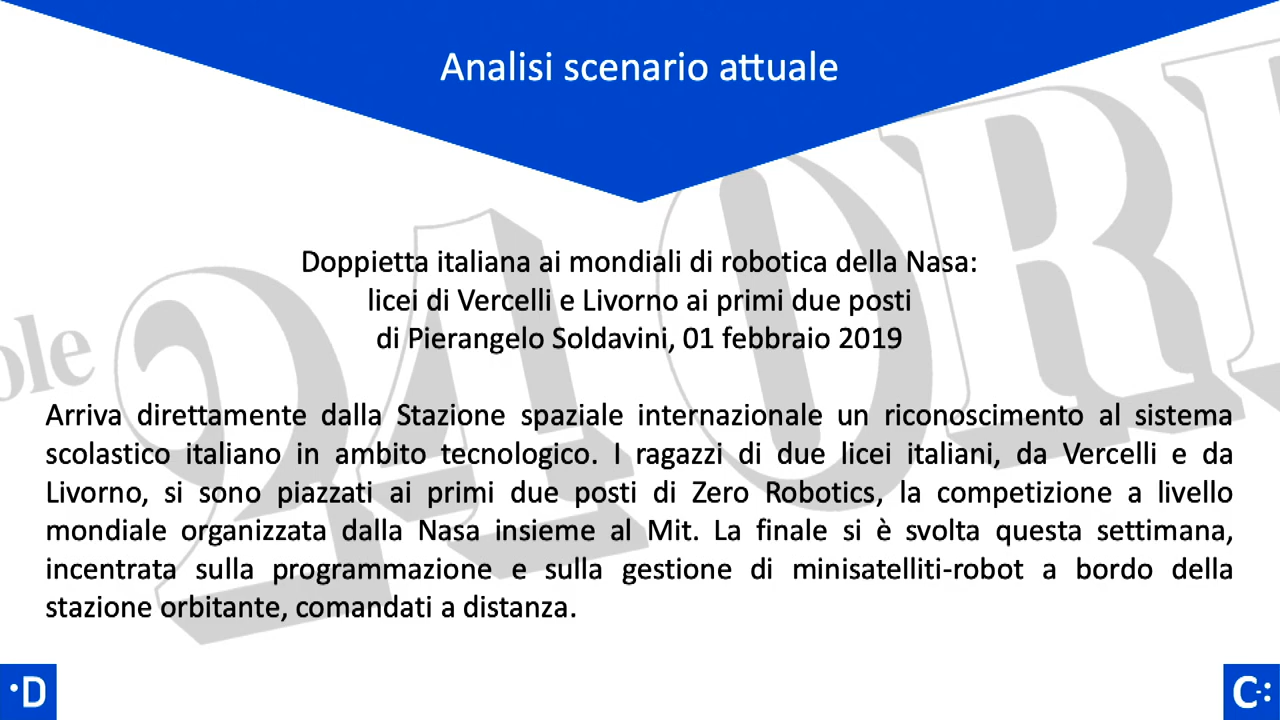 Analisi scenario attuale
Doppietta italiana ai mondiali di robotica della Nasa:
licei di Vercelli e Livorno ai primi due posti
di Pierangelo Soldavini, 01 febbraio 2019
Arriva direttamente dalla Stazione spaziale internazionale un riconoscimento al sistema
scolastico italiano in ambito tecnologico. I ragazzi di due licei italiani, da Vercelli e da
Livorno, si sono piazzati ai primi due posti di Zero Robotics, la competizione a livello
mondiale organizzata dalla Nasa insieme al Mit. La finale si è svolta questa settimana,
incentrata sulla programmazione e sulla gestione di minisatelliti-robot a bordo della
stazione orbitante, comandati a distanza.
ole 24 OR
·D
C: